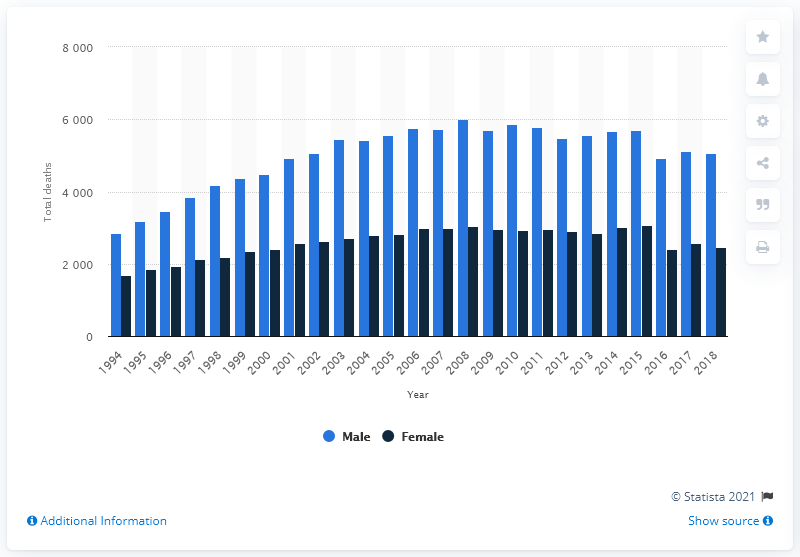 8 000
6 000
4 000
2 000
0
Total deaths
1994 1995 1996 1997 1998 1999 2000 2001 2002 2003 2004 2005 2006 2007 2008 2009 2010 2011 2012 2013 2014 2015 2016 2017 2018
Year
Male Female
© Statista 2021
Additional Information Show source